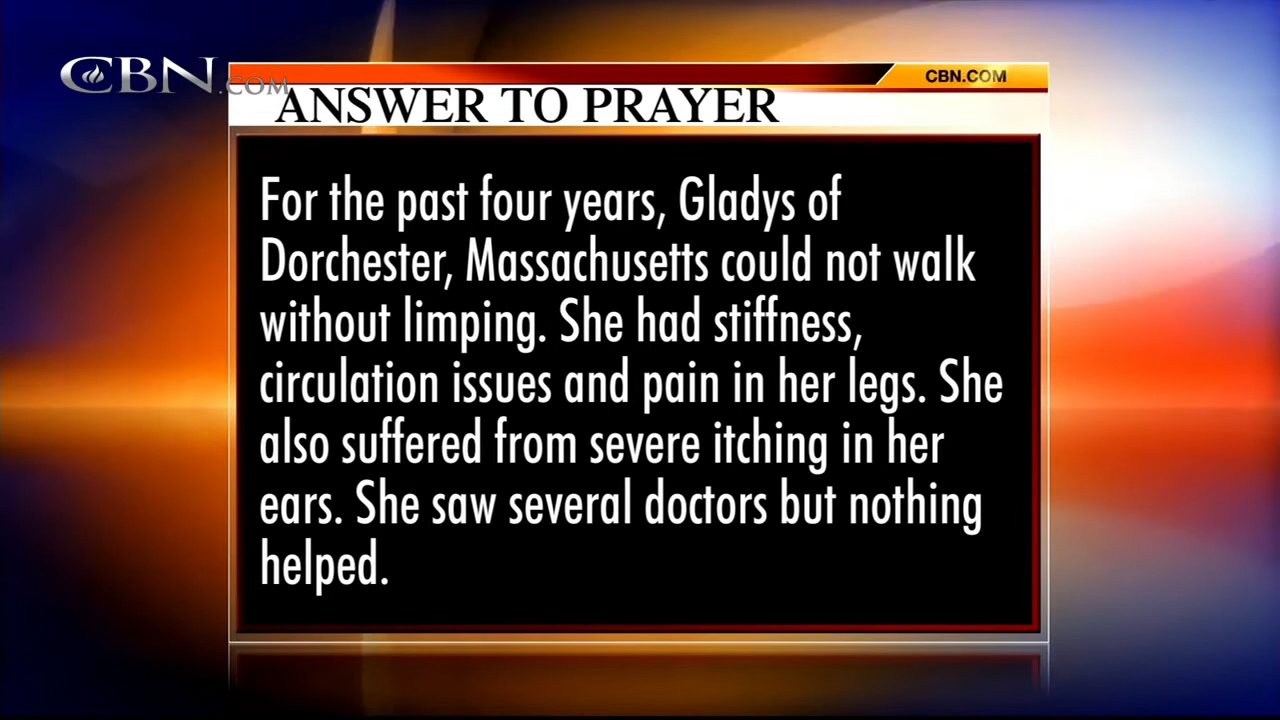 CBN.COM
CBN.COM
ANSWER TO PRAYER
For the past four years, Gladys of
Dorchester, Massachusetts could not walk
without limping. She had stiffness,
circulation issues and pain in her legs. She
also suffered from severe itching in her
ears. She saw several doctors but nothing
helped.